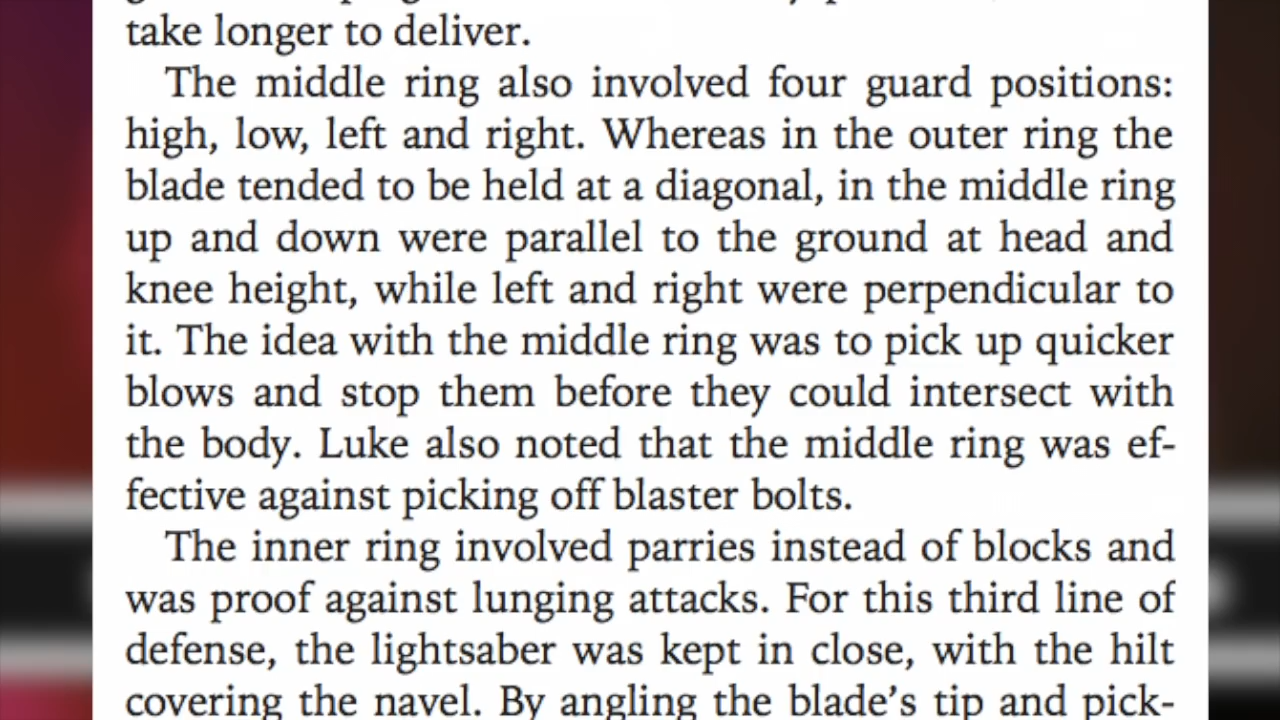 take longer to deliver.
The middle ring also involved four guard positions:
high, low, left and right. Whereas in the outer ring the
blade tended to be held at a diagonal, in the middle ring
up and down were parallel to the ground at head and
knee height, while left and right were perpendicular to
it. The idea with the middle ring was to pick up quicker
blows and stop them before they could intersect with
the body. Luke also noted that the middle ring was ef-
fective against picking off blaster bolts.
The inner ring involved parries instead of blocks and
was proof against lunging attacks. For this third line of
defense, the lightsaber was kept in close, with the hilt
covering the navel. By angling the blade’s tip and pick-